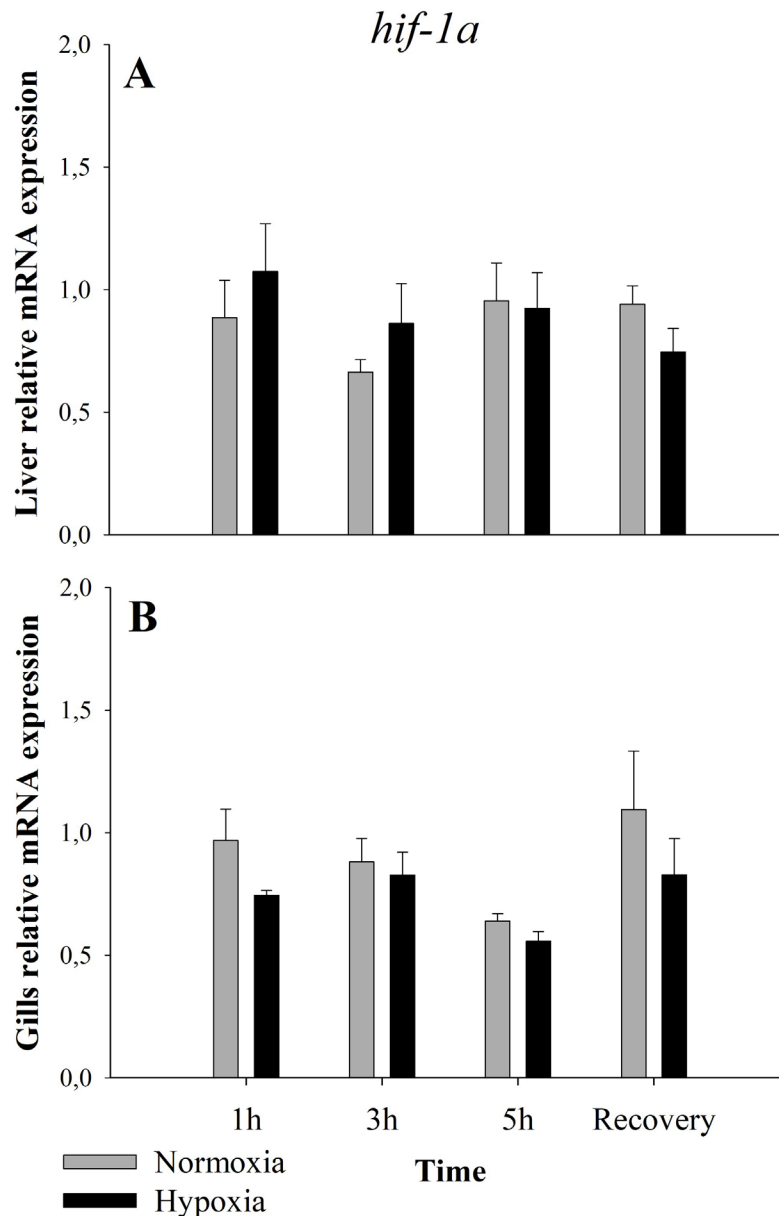 hif-1a
A
Liver relative mRNA expression
2,0
1,5
1,0
0,5
0,0
B
Gills relative mRNA expression
2,0
1,5
1,0
0,5
0,0
1h 3h 5h Recovery
Time
Normoxia
Hypoxia